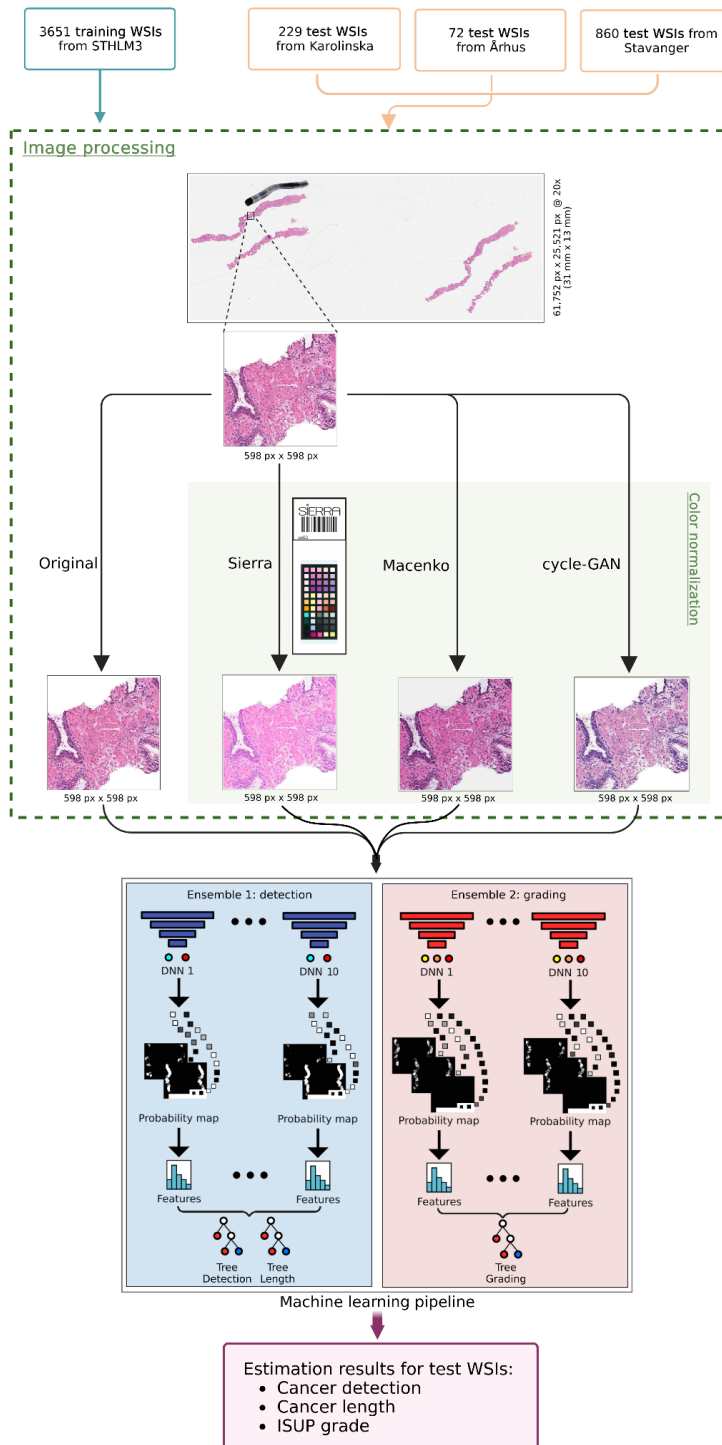 3651 training WSIs
from STHLM3
229 test WSIs
from Karolinska
72 test WSIs
from Århus
860 test WSIs from
Stavanger
Image processing
61,752 px x 25,521 px @ 20x
(31 mm x 13 mm)
598 px x 598 px
Color normalization
Original
Sierra
SIERRA
Macenko
cycle-GAN
598 px x 598 px
598 px x 598 px
598 px x 598 px
598 px x 598 px
Ensemble 1: detection
Ensemble 2: grading
DNN 1
DNN 10
DNN 1
DNN 10
Probability map
Probability map
Probability map
Probability map
Features
Features
Features
Features
Tree
Detection
Tree
Length
Tree
Grading
Machine learning pipeline
Estimation results for test WSIs:
• Cancer detection
• Cancer length
• ISUP grade